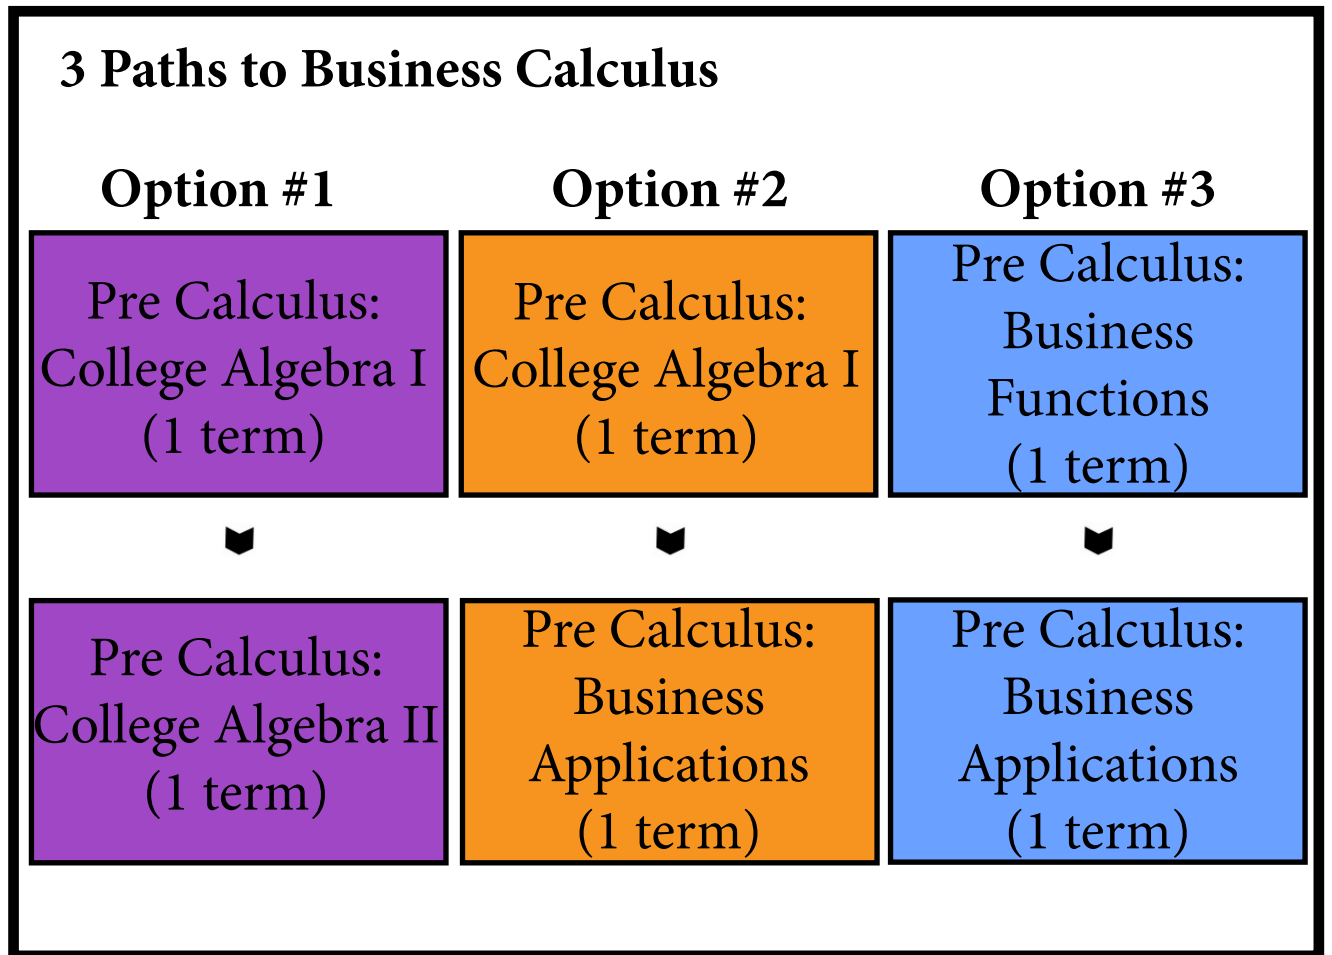 3 Paths to Business Calculus
Option #1
Option #2
Option #3
Pre Calculus:
College Algebra I
(1 term)
Pre Calculus:
College Algebra I
(1 term)
Pre Calculus:
Business
Functions
(1 term)
Pre Calculus:
College Algebra II
(1 term)
Pre Calculus:
Business
Applications
(1 term)
Pre Calculus:
Business
Applications
(1 term)